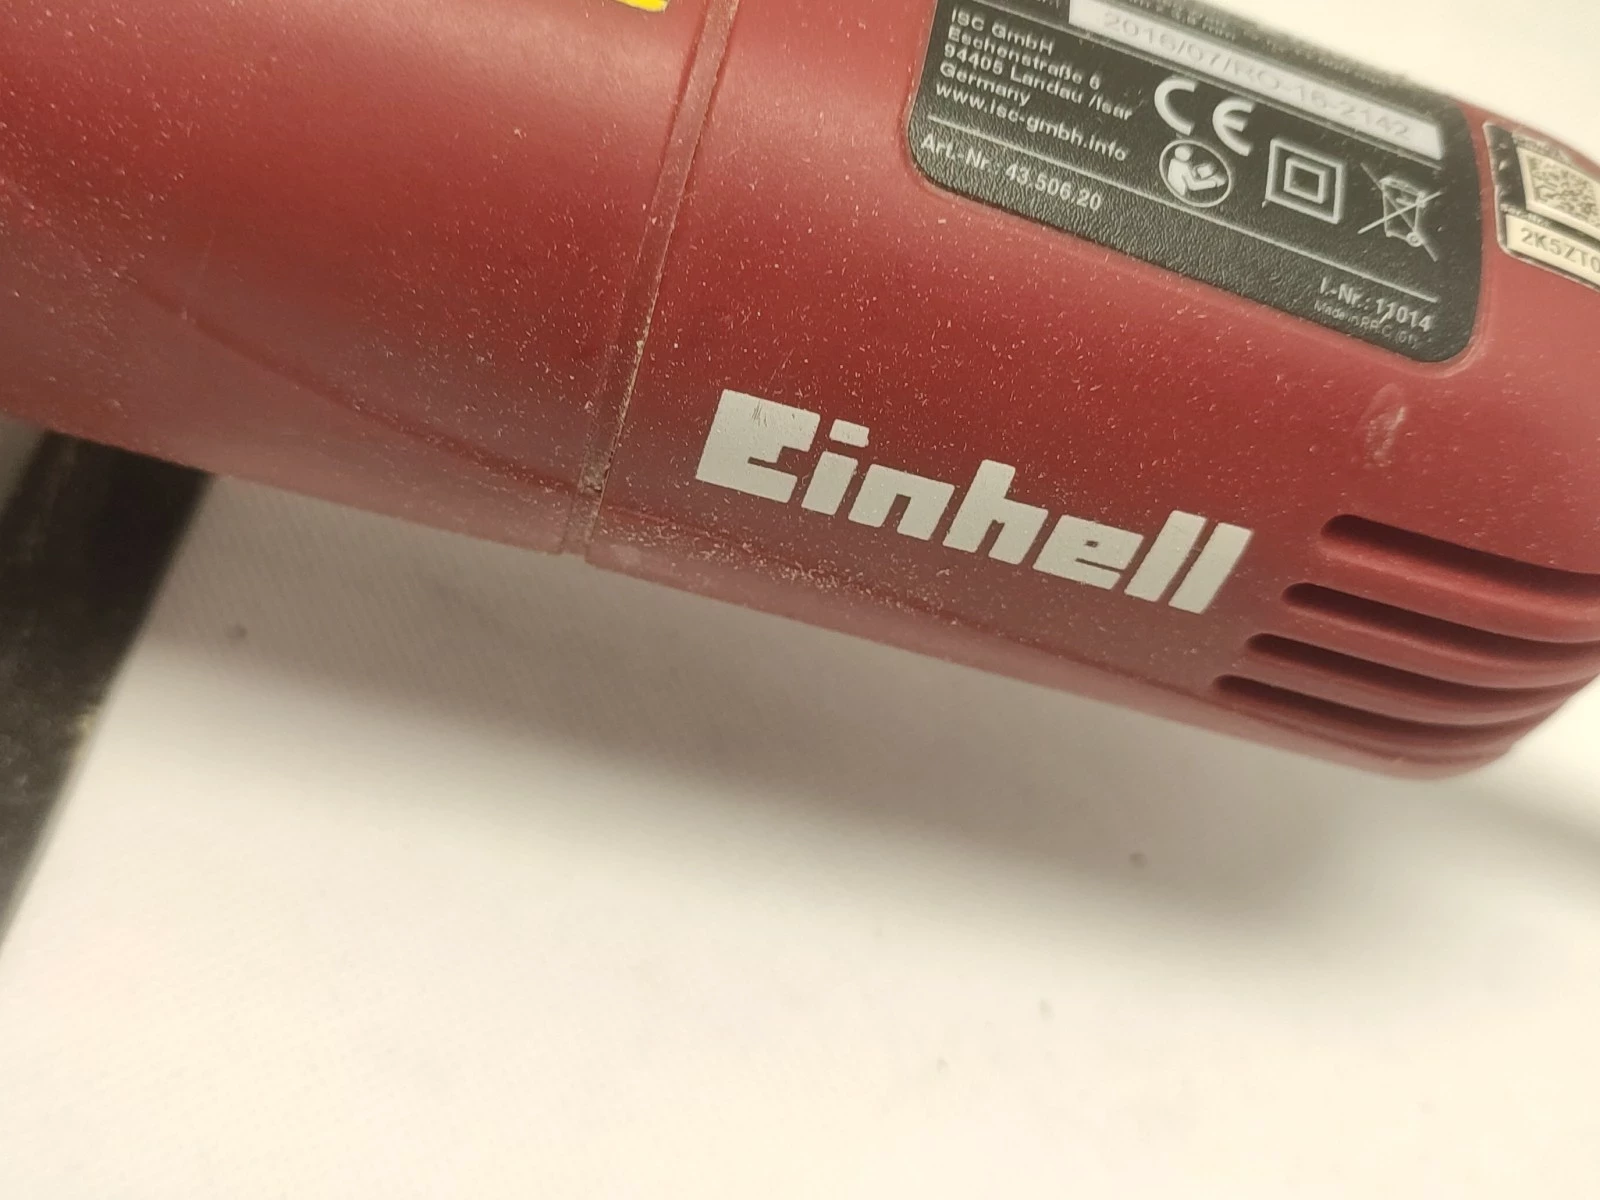 2016/07/RO-16-2142
ISC GmbH
Eschenstraße 6
94405 Landau /Isar
Germany
www.isc-gmbh.info
CE
Art.-Nr.: 43.506.20
I.-Nr.: 11014
Made in P.R.C.
2K5ZT0
Einhell